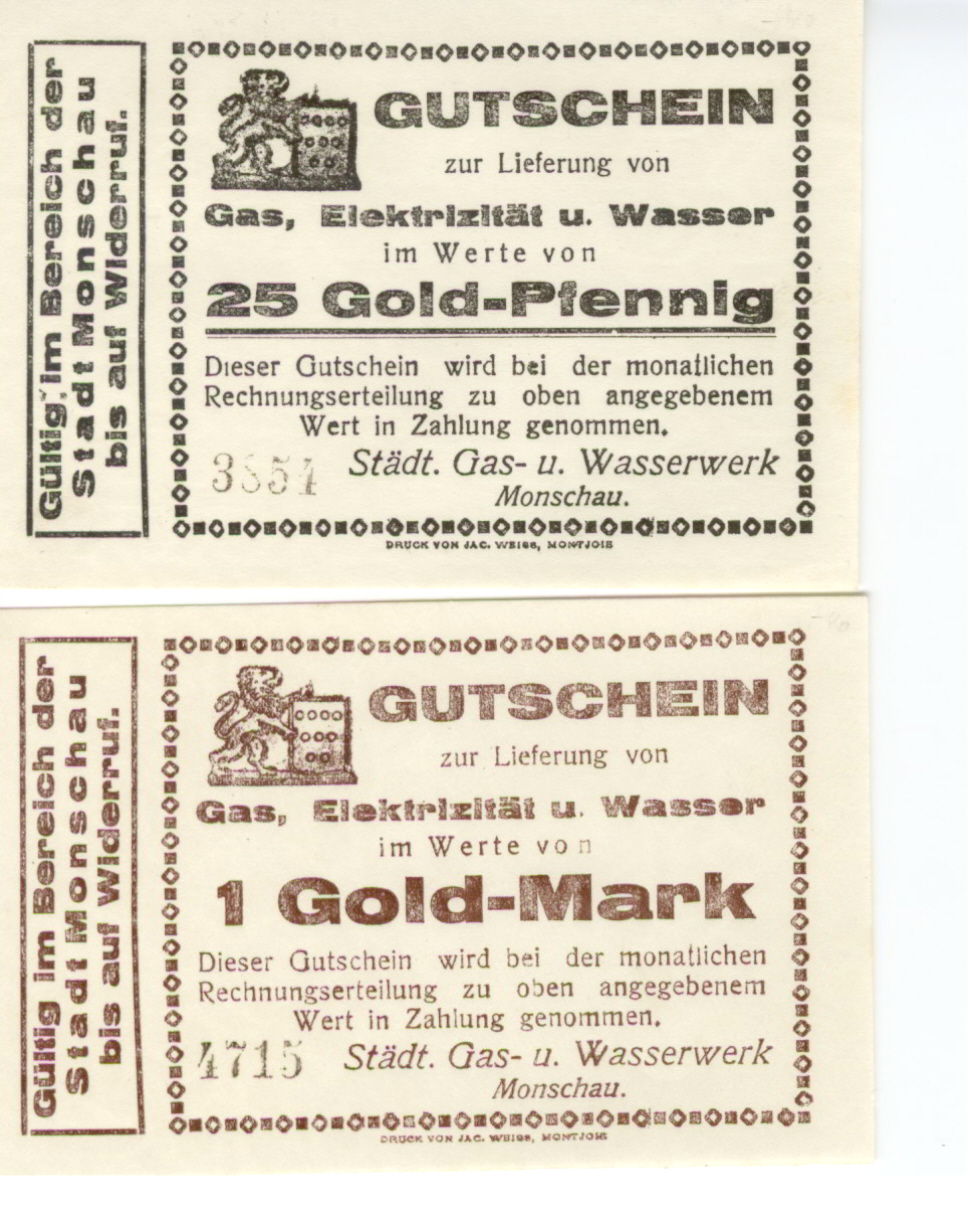 Gültig im Bereich der
Stadt Monschau
bis auf Widerruf.
GUTSCHEIN
zur Lieferung von
Gas, Elektrizität u. Wasser
im Werte von
25 Gold-Pfennig
Dieser Gutschein wird bei der monatlichen
Rechnungserteilung zu oben angegebenem
Wert in Zahlung genommen.
3854
Städt. Gas- u. Wasserwerk
Monschau.
DRUCK VON JAC. WEISS, MONTJOIE
Gültig im Bereich der
Stadt Monschau
bis auf Widerruf.
GUTSCHEIN
zur Lieferung von
Gas, Elektrizität u. Wasser
im Werte von
1 Gold-Mark
Dieser Gutschein wird bei der monatlichen
Rechnungserteilung zu oben angegebenem
Wert in Zahlung genommen.
4715
Städt. Gas- u. Wasserwerk
Monschau.
DRUCK VON JAC. WEISS, MONTJOIE